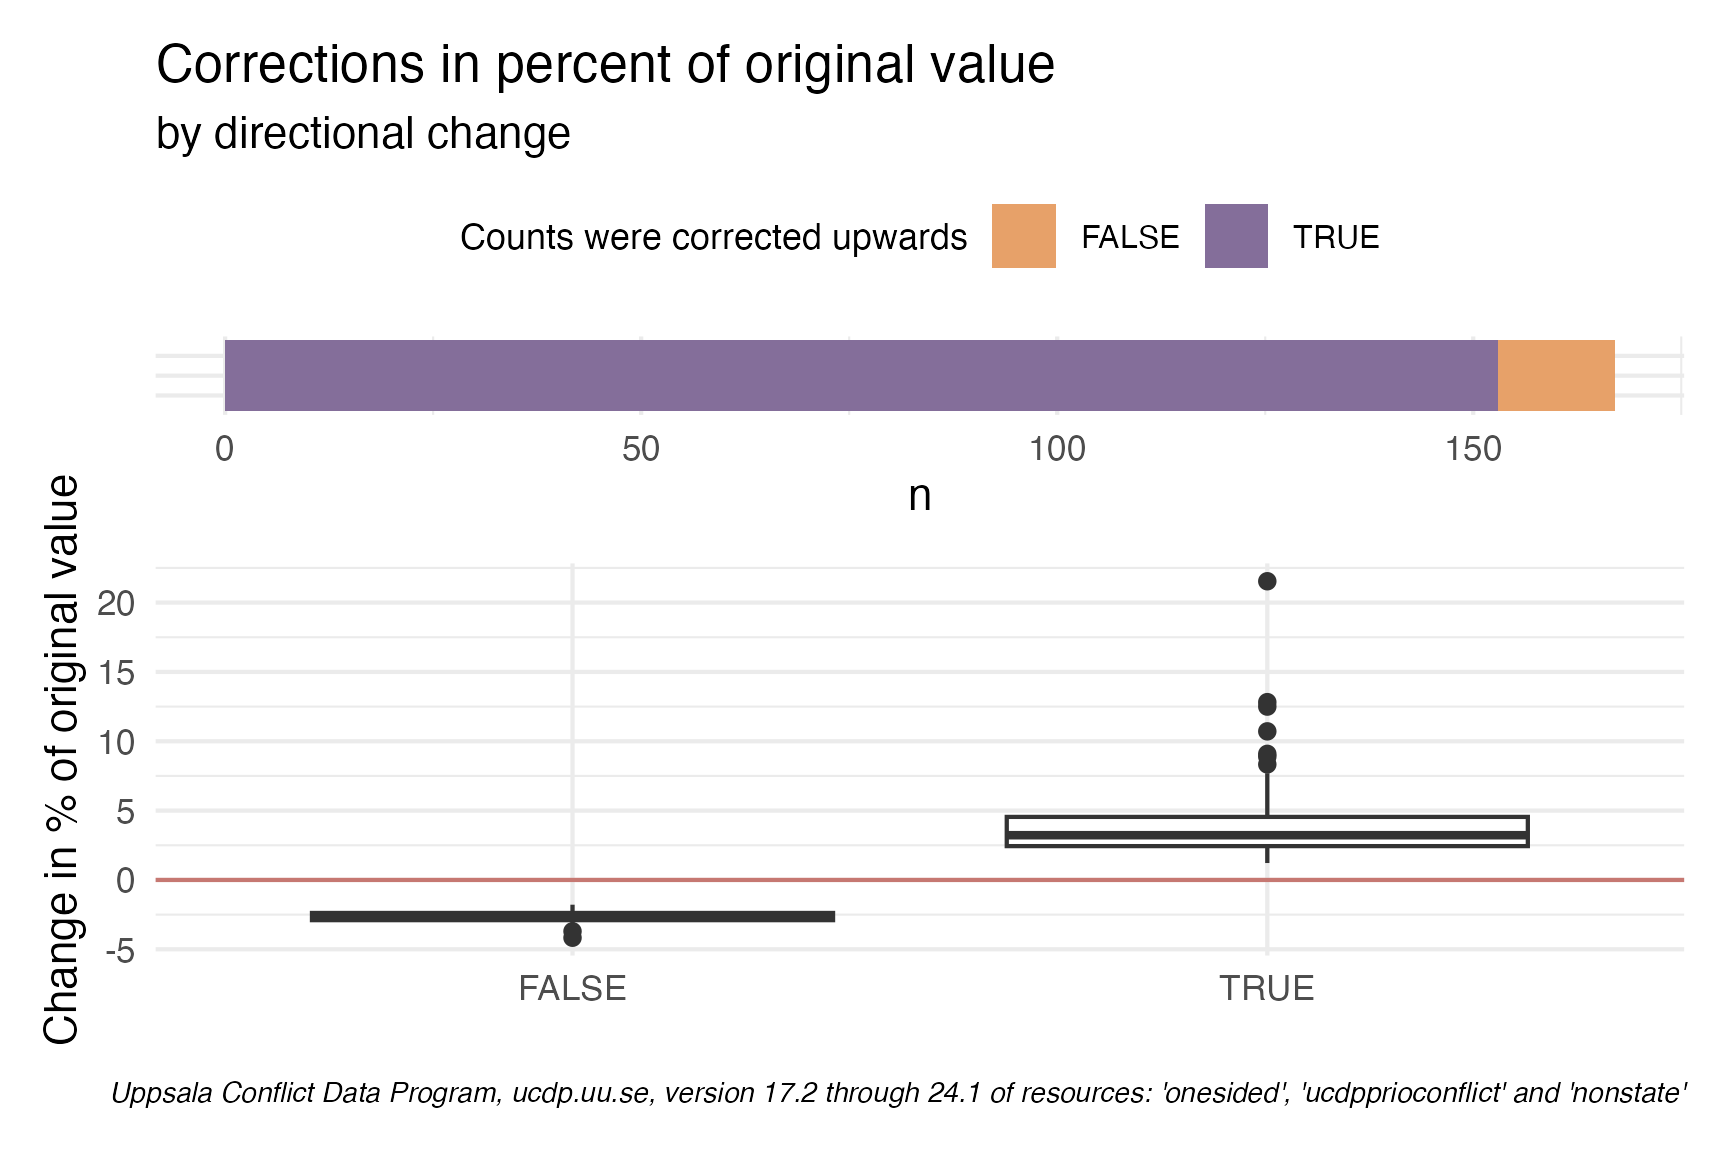 Corrections in percent of original value
by directional change
Counts were corrected upwards FALSE TRUE
0 50 100 150
n
Change in % of original value
20
15
10
5
0
-5
FALSE TRUE
Uppsala Conflict Data Program, ucdp.uu.se, version 17.2 through 24.1 of resources: 'onesided', 'ucdpprioconflict' and 'nonstate'